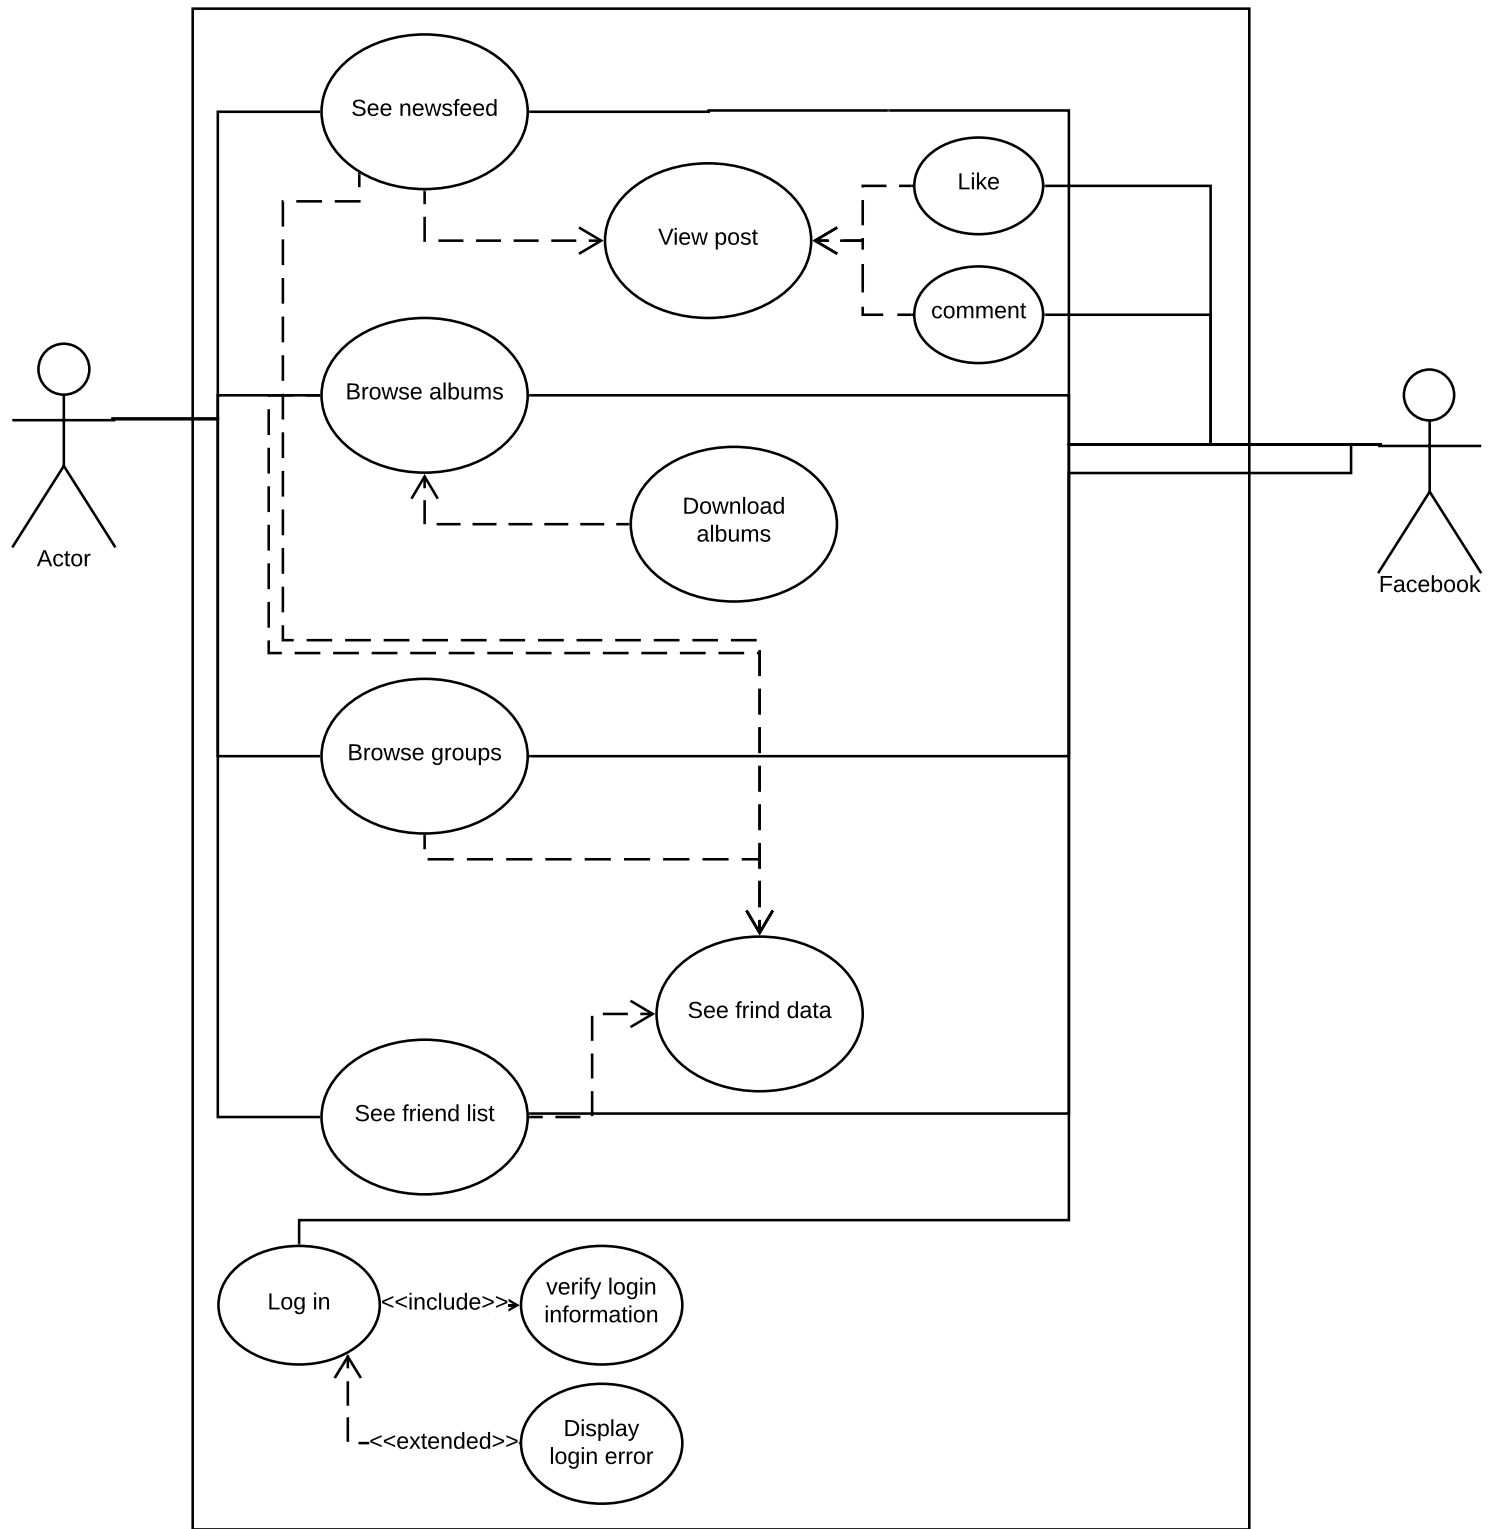 See newsfeed
Like
View post
comment
Browse albums
Download
albums
Actor
Facebook
Browse groups
See frind data
See friend list
Log in
<<include>>
verify login
information
<<extended>>
Display
login error